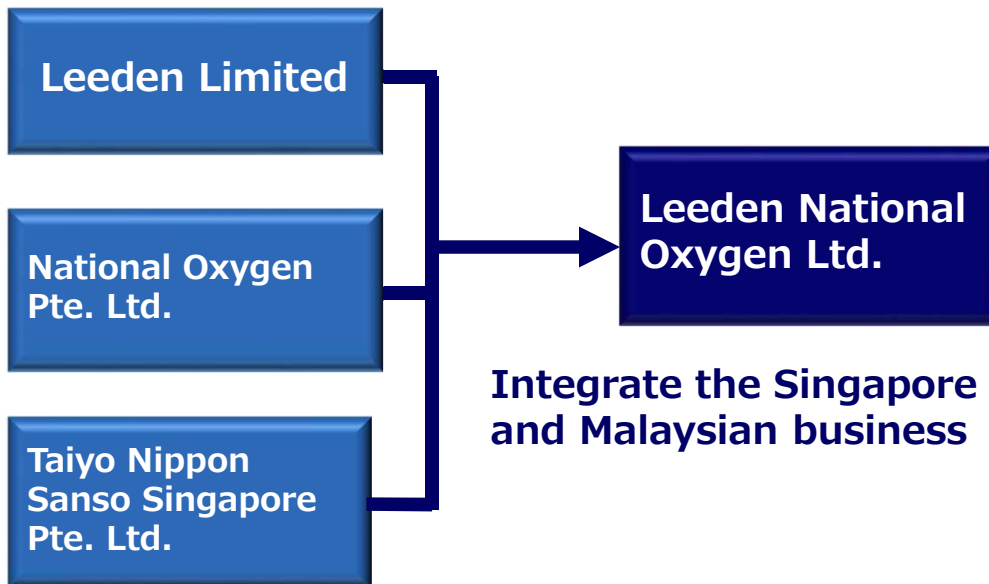 Leeden Limited
National Oxygen
Pte. Ltd.
Taiyo Nippon
Sanso Singapore
Pte. Ltd.
Leeden National
Oxygen Ltd.
Integrate the Singapore
and Malaysian business